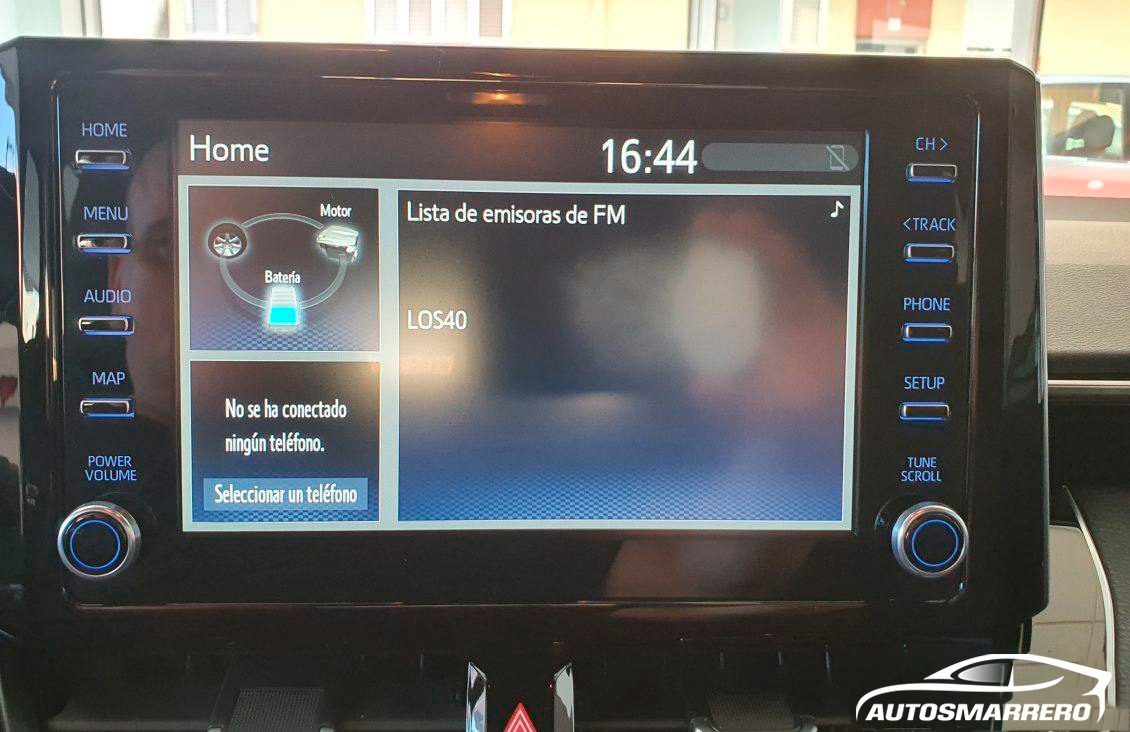 HOME
MENU
AUDIO
MAP
POWER
VOLUME
Home
16:44
Motor
Batería
Lista de emisoras de FM
LOS40
No se ha conectado
ningún teléfono.
Seleccionar un teléfono
CH >
< TRACK
PHONE
SETUP
TUNE
SCROLL
AUTOSMARRERO